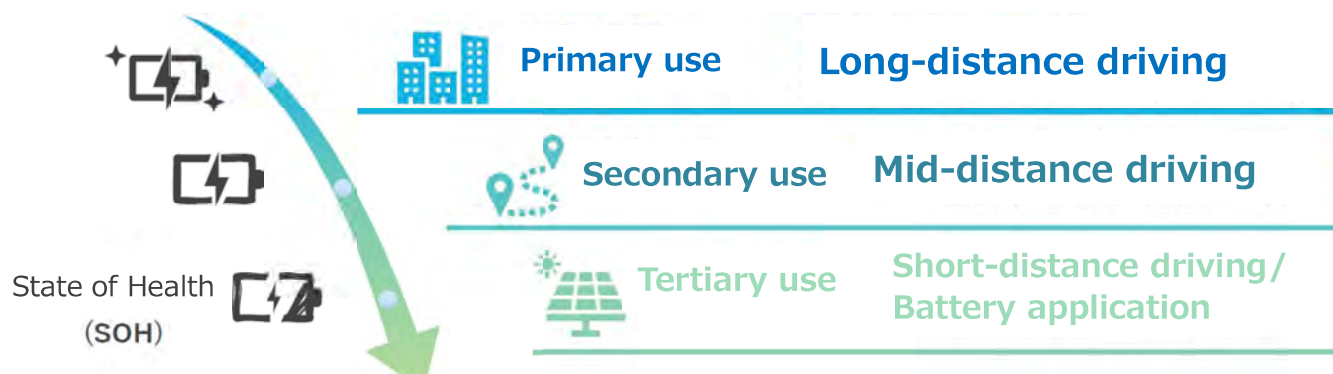 Primary use
Long-distance driving
Secondary use
Mid-distance driving
State of Health
(SOH)
Tertiary use
Short-distance driving/
Battery application